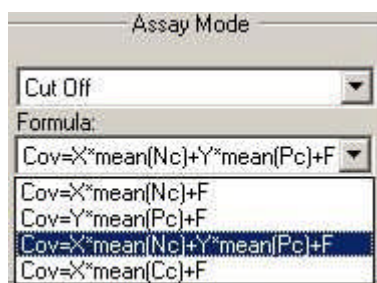 Assay Mode
Cut Off
Formula:
Cov=X*mean(Nc)+Y*mean(Pc)+F
Cov=X*mean(Nc)+F
Cov=Y*mean(Pc)+F
Cov=X*mean(Nc)+Y*mean(Pc)+F
Cov=X*mean(Cc)+F